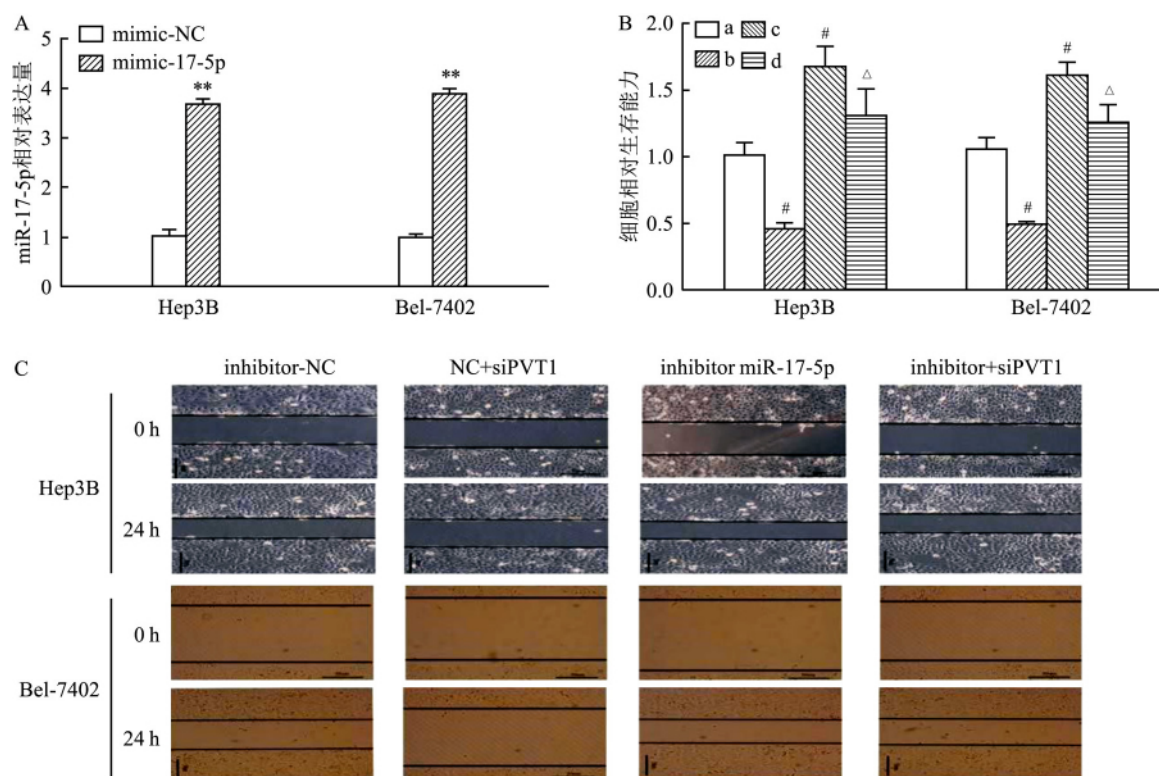 A
mimic-NC
mimic-17-5p
miR-17-5p相对表达量
5
4
3
2
1
0
**
**
Hep3B
Bel-7402
B
a
b
c
d
细胞相对生存能力
2.0
1.5
1.0
0.5
0.0
#
#
△
#
#
△
Hep3B
Bel-7402
C
inhibitor-NC
NC+siPVT1
inhibitor miR-17-5p
inhibitor+siPVT1
Hep3B
0 h
24 h
Bel-7402
0 h
24 h